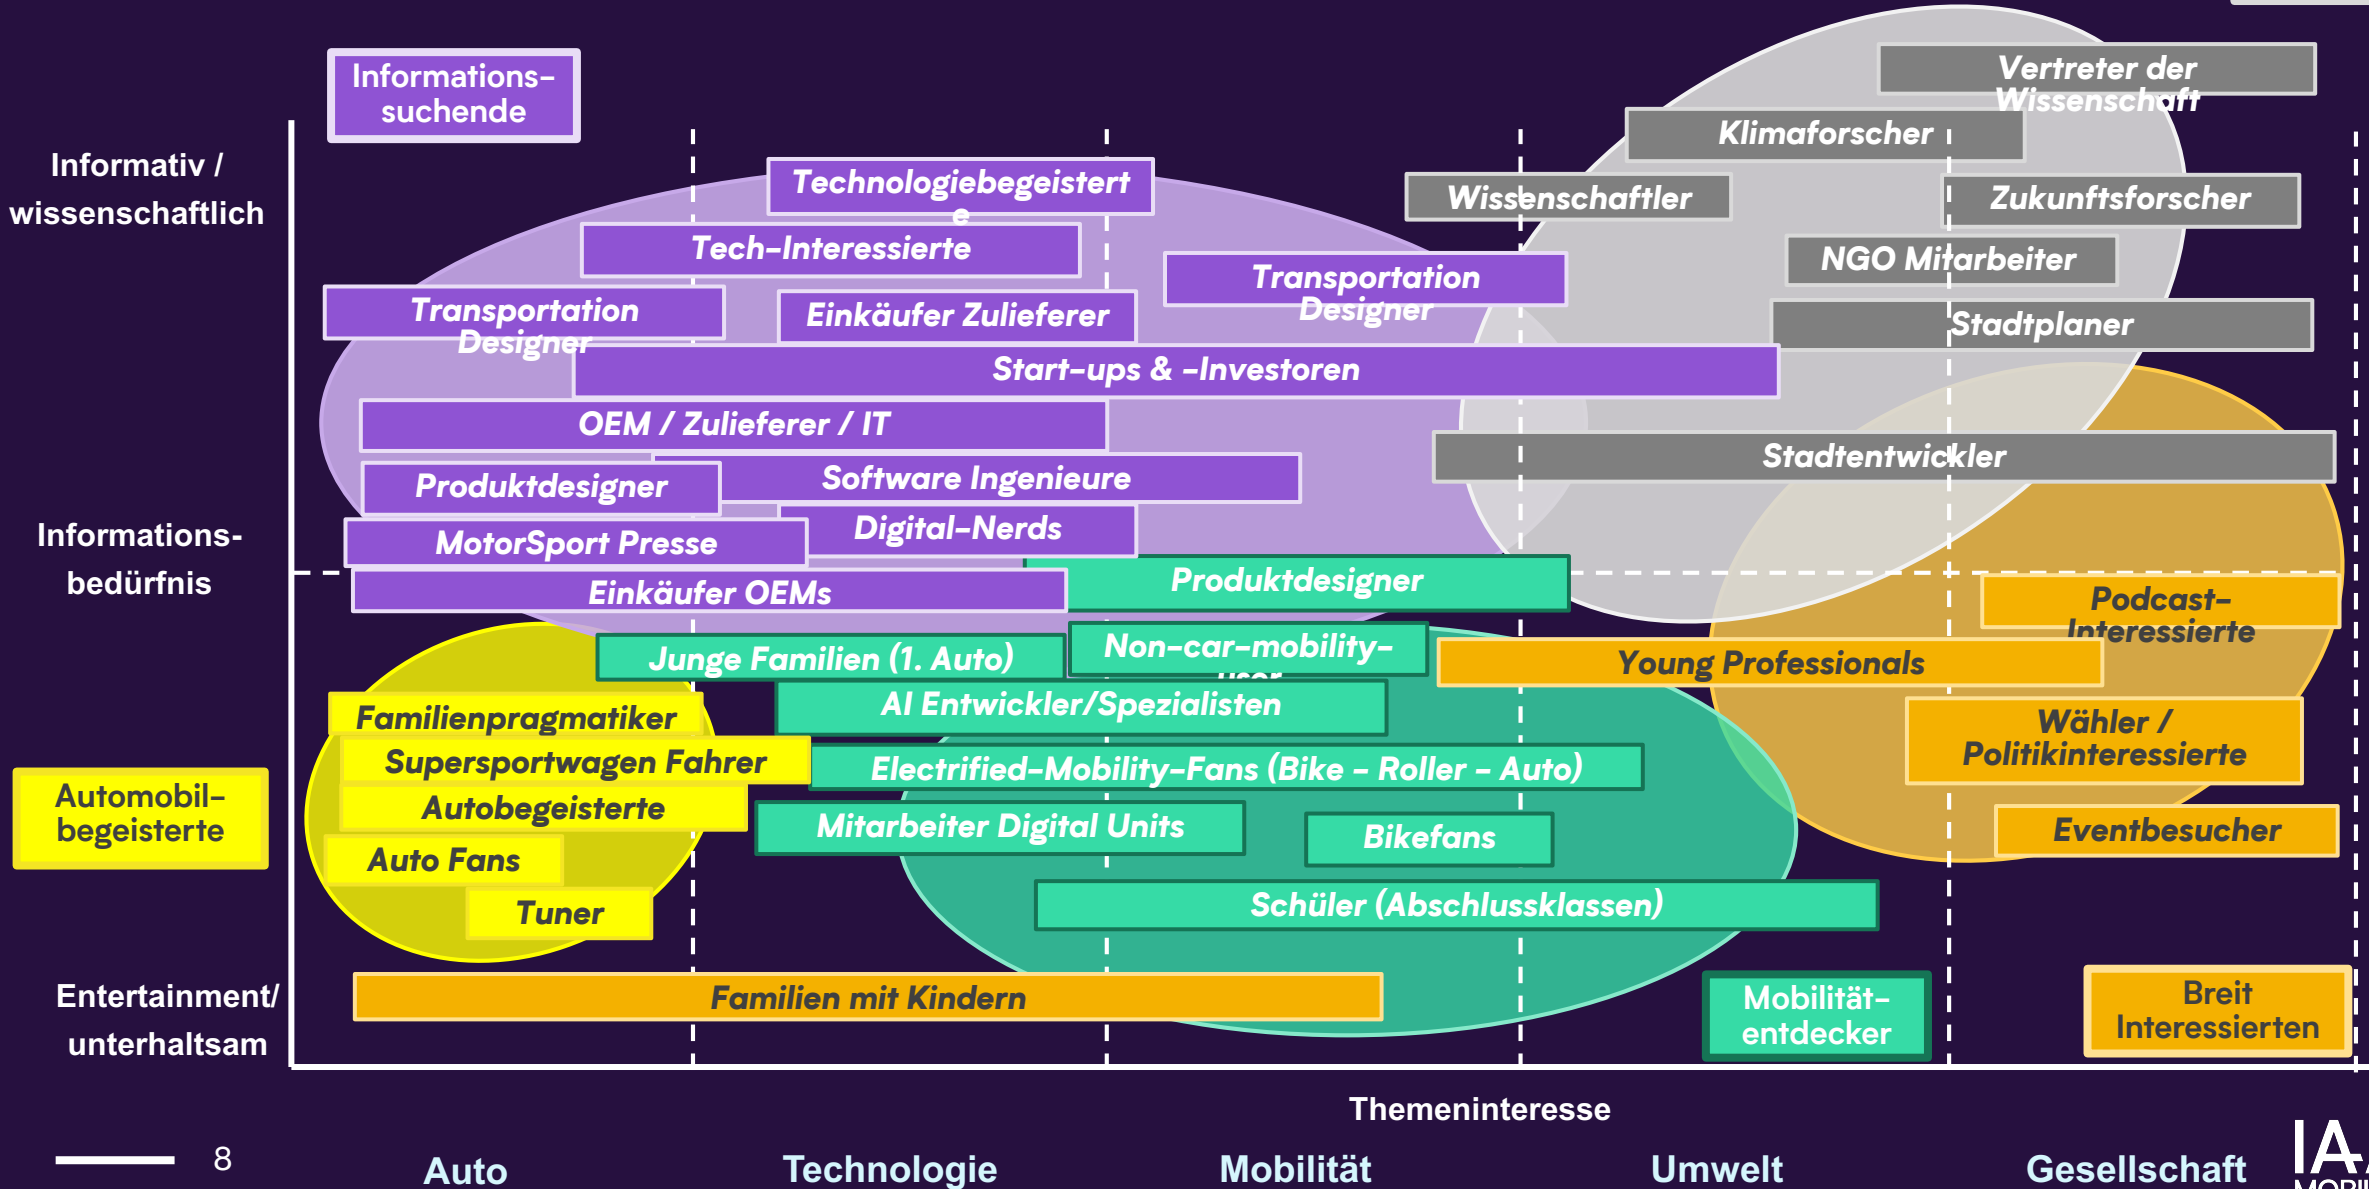 Informations-
suchende
Vertreter der
Wissenschaft
Klimaforscher
Informativ /
wissenschaftlich
Technologiebegeistert
e
Wissenschaftler
Zukunftsforscher
Tech-Interessierte
NGO Mitarbeiter
Transportation
Designer
Transportation
Designer
Einkäufer Zulieferer
Stadtplaner
Start-ups & -Investoren
OEM / Zulieferer / IT
Stadtentwickler
Software Ingenieure
Produktdesigner
Digital-Nerds
MotorSport Presse
Informations-
bedürfnis
Produktdesigner
Einkäufer OEMs
Podcast-
Interessierte
Junge Familien (1. Auto)
Non-car-mobility-
user
Young Professionals
AI Entwickler/Spezialisten
Familienpragmatiker
Wähler /
Politikinteressierte
Supersportwagen Fahrer
Electrified-Mobility-Fans (Bike - Roller - Auto)
Automobil-
begeisterte
Autobegeisterte
Mitarbeiter Digital Units
Bikefans
Eventbesucher
Auto Fans
Schüler (Abschlussklassen)
Tuner
Entertainment/
unterhaltsam
Familien mit Kindern
Mobilität-
entdecker
Breit
Interessierten
Themeninteresse
8
Auto
Technologie
Mobilität
Umwelt
Gesellschaft
IAA